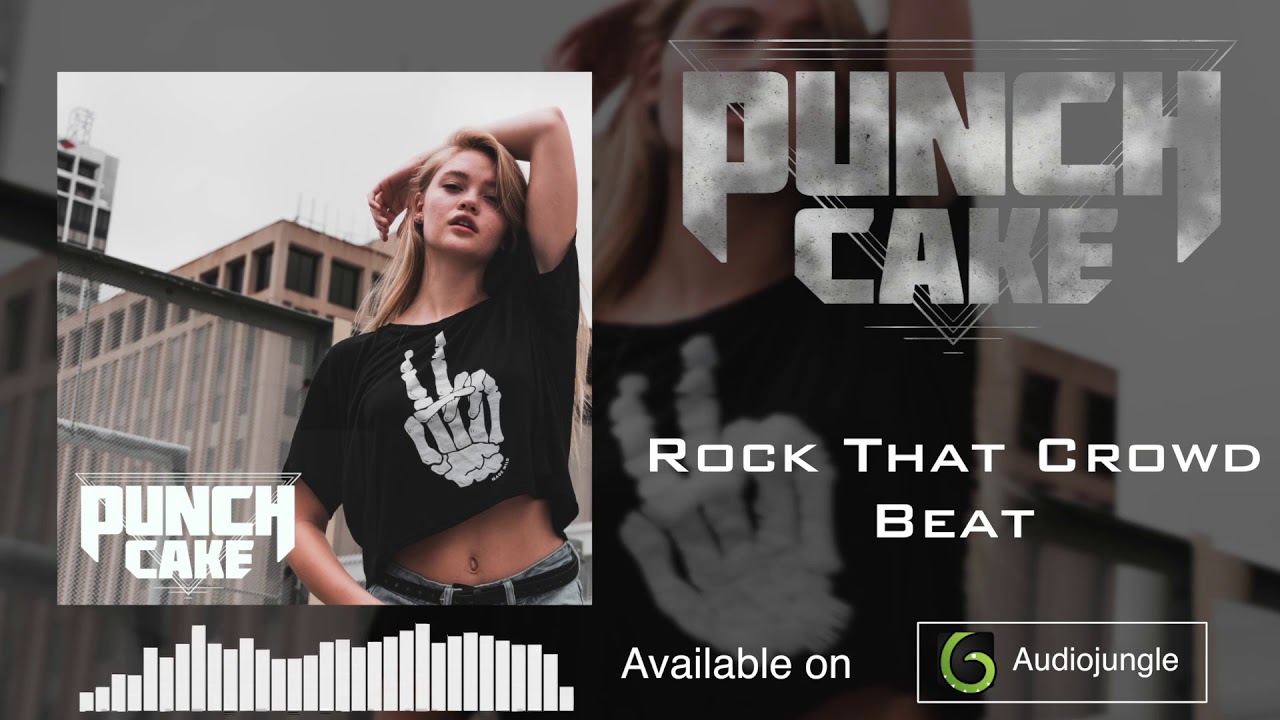 PUNCH
CAKE
PUNCH
CAKE
Rock That Crowd
Beat
Available on
Audiojungle